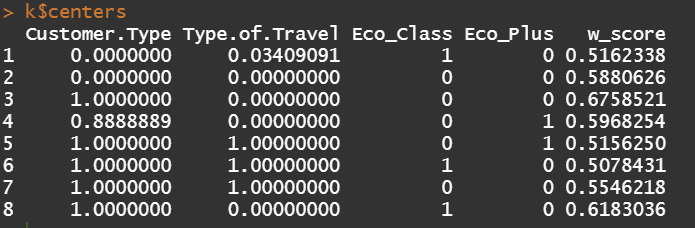 > k$centers
Customer.Type Type.of.Travel Eco_Class Eco_Plus w_score
1 0.0000000 0.03409091 1 0 0.5162338
2 0.0000000 0.00000000 0 0 0.5880626
3 1.0000000 0.00000000 0 0 0.6758521
4 0.8888889 0.00000000 0 1 0.5968254
5 1.0000000 1.00000000 0 1 0.5156250
6 1.0000000 1.00000000 1 0 0.5078431
7 1.0000000 1.00000000 0 0 0.5546218
8 1.0000000 0.00000000 1 0 0.6183036